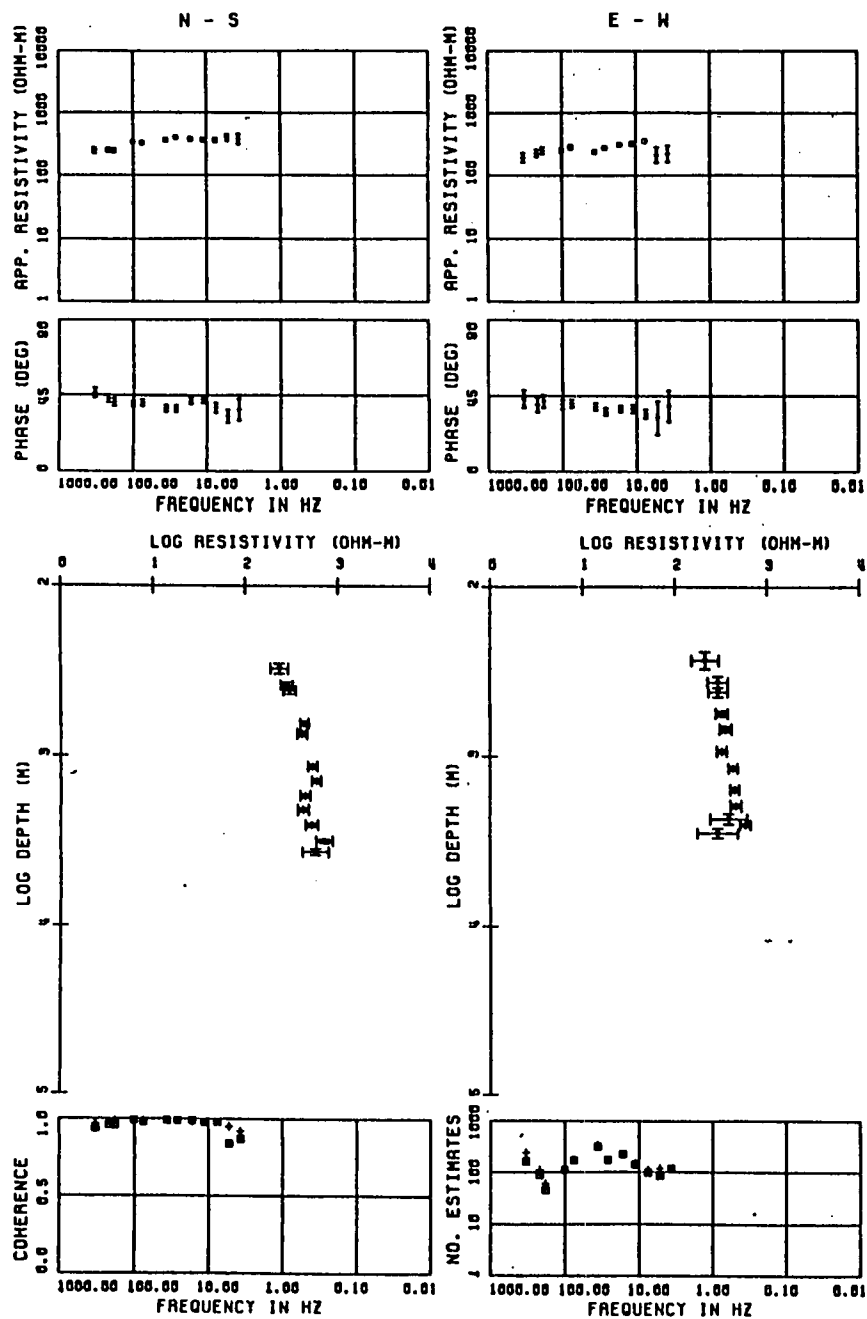 N - S
E - W
APP. RESISTIVITY (OHM-M)
10000
1000
100
10
1
APP. RESISTIVITY (OHM-M)
10000
1000
100
10
1
PHASE (DEG)
90
45
0
PHASE (DEG)
90
45
0
1000.00 100.00 10.00 1.00 0.10 0.01
FREQUENCY IN HZ
1000.00 100.00 10.00 1.00 0.10 0.01
FREQUENCY IN HZ
LOG RESISTIVITY (OHM-M)
0 1 2 3 4
LOG RESISTIVITY (OHM-M)
0 1 2 3 4
LOG DEPTH (M)
2
3
4
5
LOG DEPTH (M)
2
3
4
5
COHERENCE
1.0
0.5
0.0
NO. ESTIMATES
1000
100
10
1
1000.00 100.00 10.00 1.00 0.10 0.01
FREQUENCY IN HZ
1000.00 100.00 10.00 1.00 0.10 0.01
FREQUENCY IN HZ